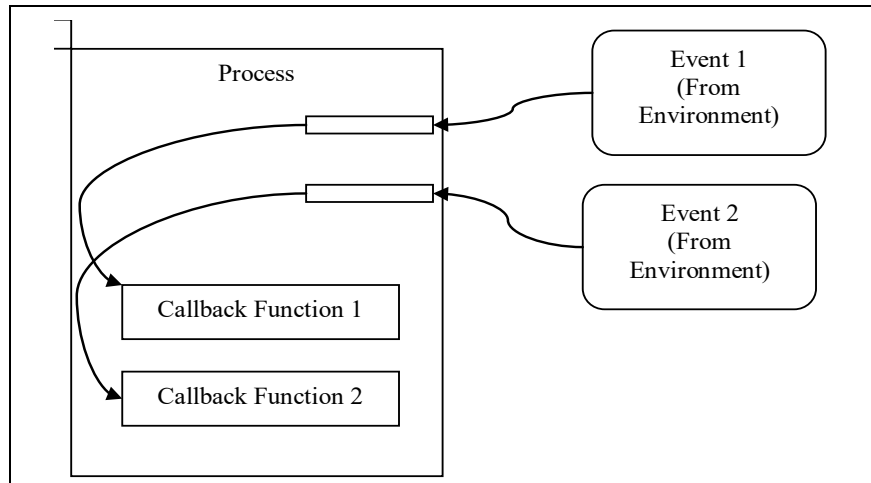 Process
Event 1
(From
Environment)
Event 2
(From
Environment)
Callback Function 1
Callback Function 2